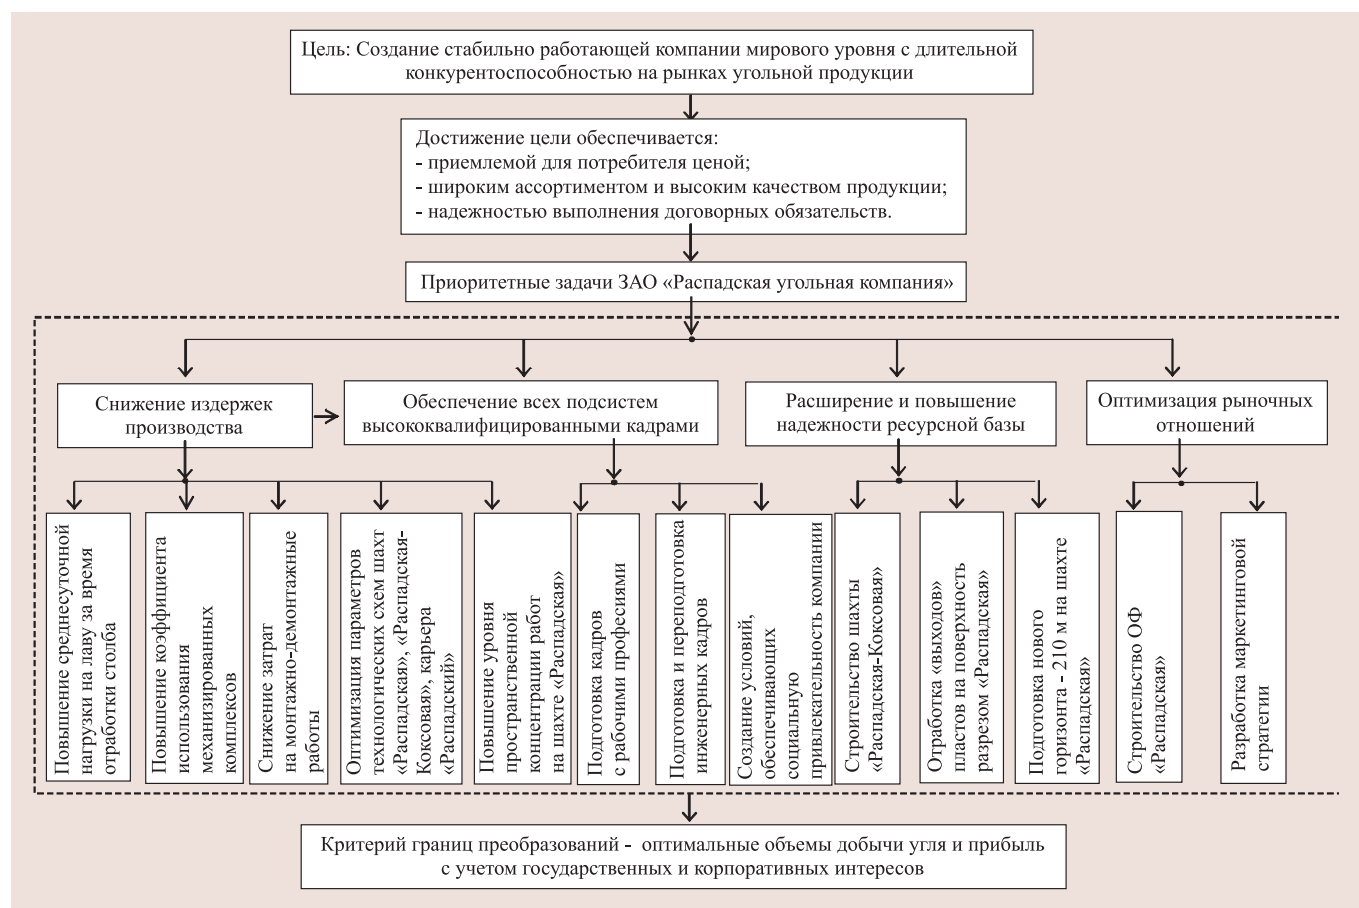 Цель: Создание стабильно работающей компании мирового уровня с длительной
конкурентоспособностью на рынках угольной продукции
Достижение цели обеспечивается:
- приемлемой для потребителя ценой;
- широким ассортиментом и высоким качеством продукции;
- надежностью выполнения договорных обязательств.
Приоритетные задачи ЗАО «Распадская угольная компания»
Снижение издержек
производства
Обеспечение всех подсистем
высококвалифицированными кадрами
Расширение и повышение
надежности ресурсной базы
Оптимизация рыночных
отношений
Повышение среднесуточной
нагрузки на лаву за время
отработки столба
Повышение коэффициента
использования
механизированных
комплексов
Снижение затрат
на монтажно-демонтажные
работы
Оптимизация параметров
технологических схем шахт
«Распадская», «Распадская-
Коксовая», карьера
«Распадский»
Повышение уровня
пространственной
концентрации работ
на шахте «Распадская»
Подготовка кадров
с рабочими професиями
Подготовка и переподготовка
инженерных кадров
Создание условий,
обеспечивающих
социальную
привлекательность компании
Строительство шахты
«Распадская-Коксовая»
Отработка «выходов»
пластов на поверхность
разрезом «Распадская»
Подготовка нового
горизонта - 210 м на шахте
«Распадская»
Строительство ОФ
«Распадская»
Разработка маркетинговой
стратегии
Критерий границ преобразований - оптимальные объемы добычи угля и прибыль
с учетом государственных и корпоративных интересов